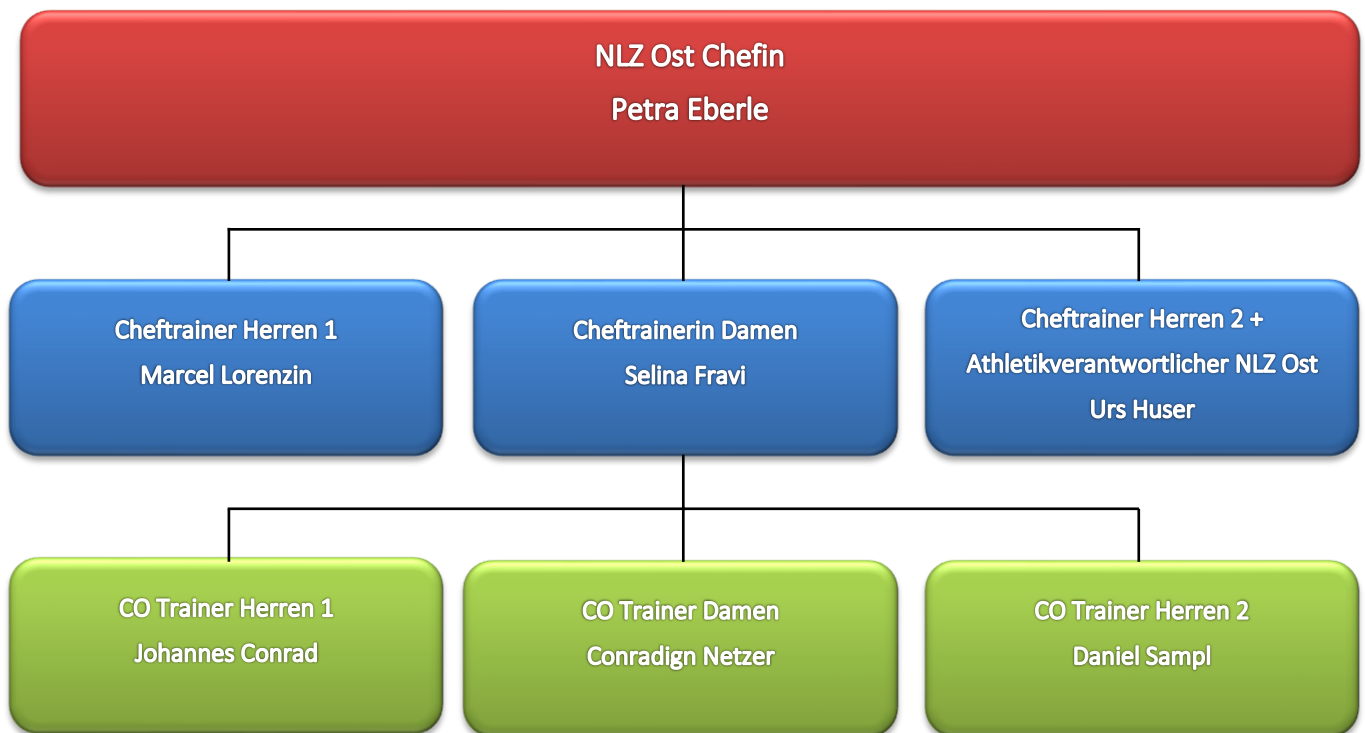 NLZ Ost Chefin
Petra Eberle
Cheftrainer Herren 1
Marcel Lorenzin
Cheftrainerin Damen
Selina Fravi
Cheftrainer Herren 2 +
Athletikverantwortlicher NLZ Ost
Urs Huser
CO Trainer Herren 1
Johannes Conrad
CO Trainer Damen
Conradign Netzer
CO Trainer Herren 2
Daniel Sampl